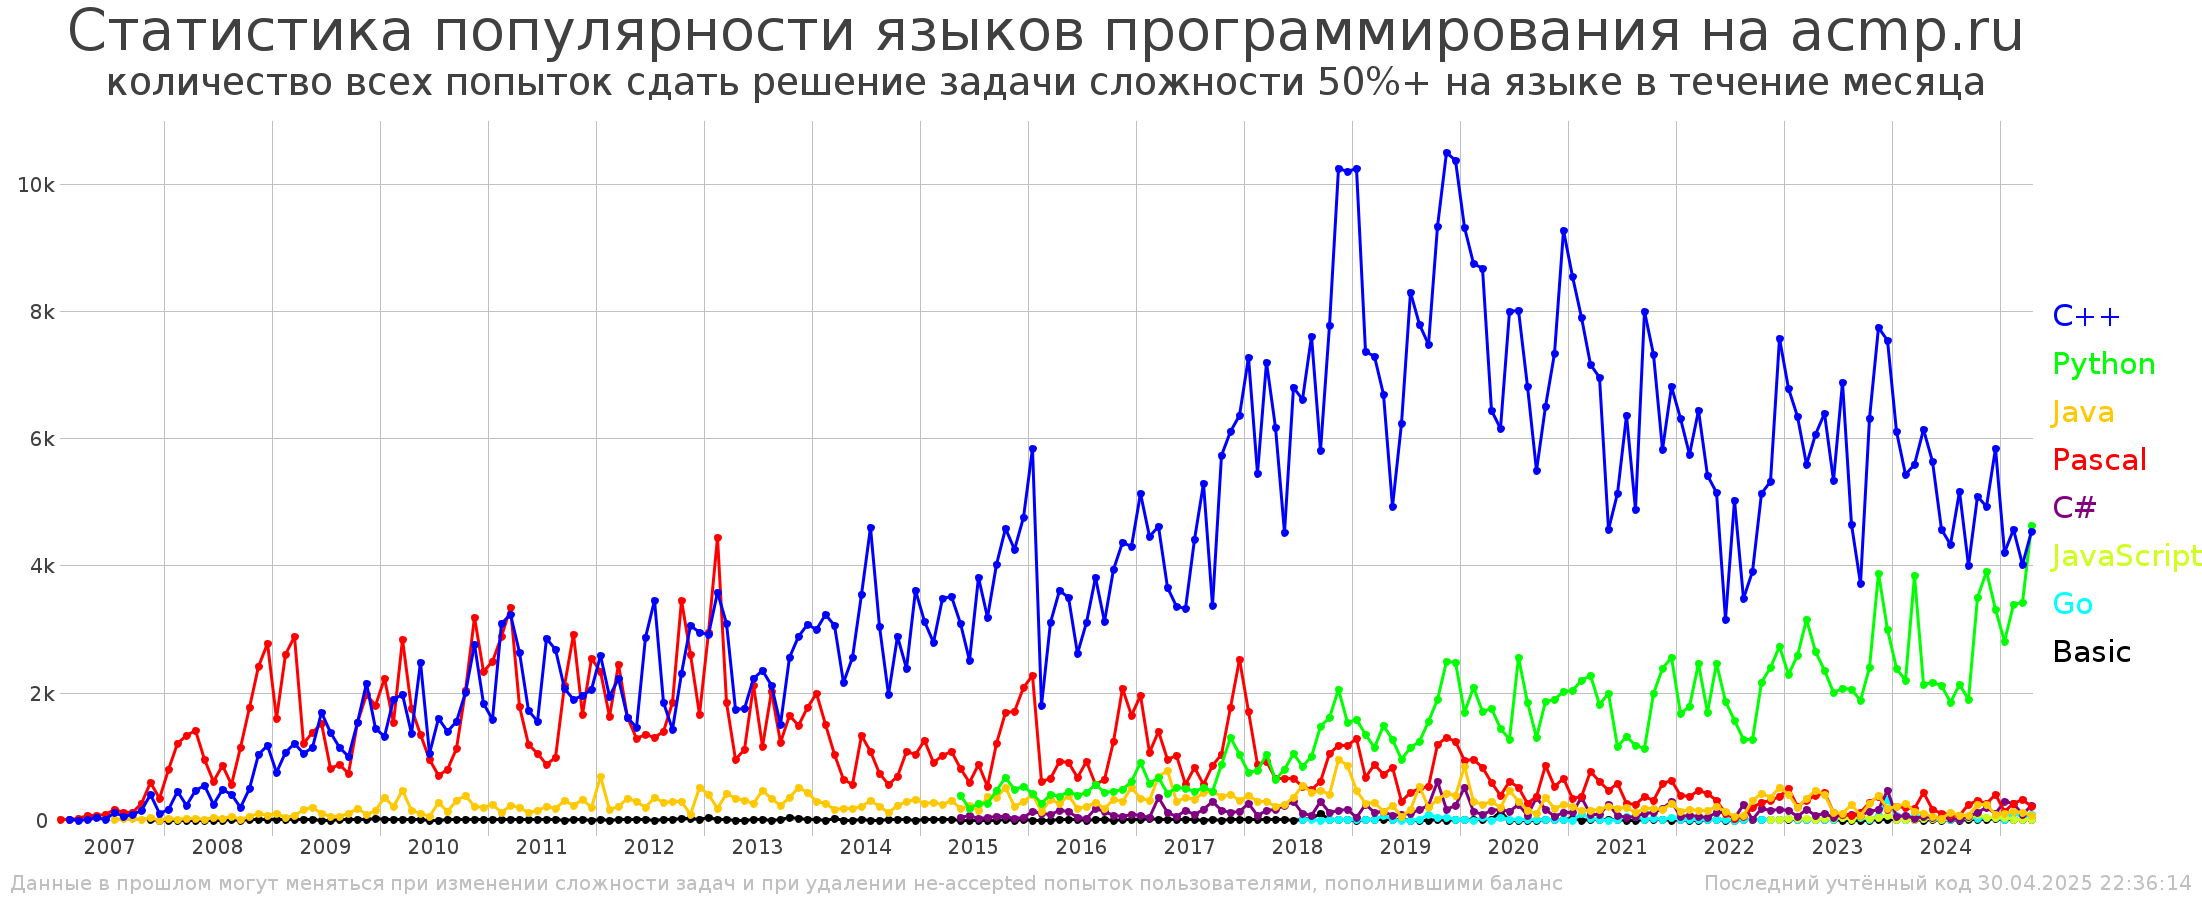 Статистика популярности языков программирования на acmp.ru
количество всех попыток сдать решение задачи сложности 50%+ на языке в течение месяца
10k
8k
6k
4k
2k
0
C++
Python
Java
Pascal
C#
JavaScript
Go
Basic
2007 2008 2009 2010 2011 2012 2013 2014 2015 2016 2017 2018 2019 2020 2021 2022 2023 2024
Данные в прошлом могут меняться при изменении сложности задач и при удалении не-accepted попыток пользователями, пополнившими баланс
Последний учтённый код 30.04.2025 22:36:14